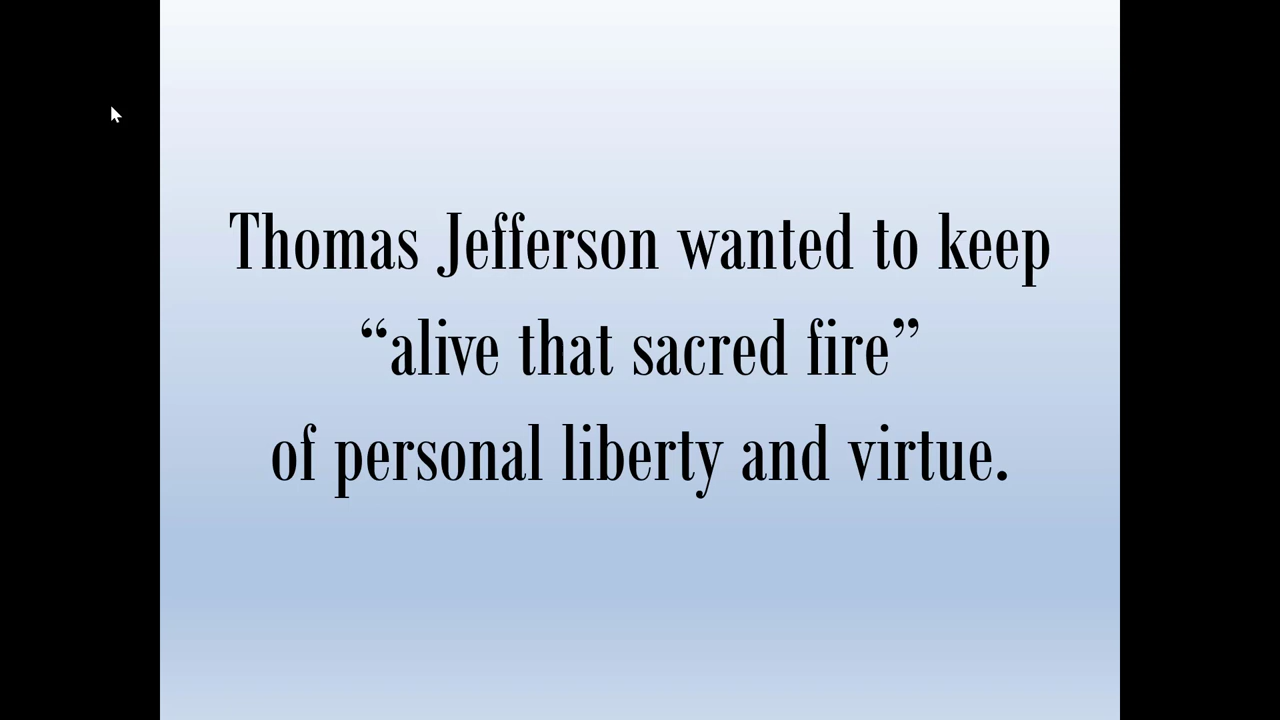 Thomas Jefferson wanted to keep
“alive that sacred fire”
of personal liberty and virtue.